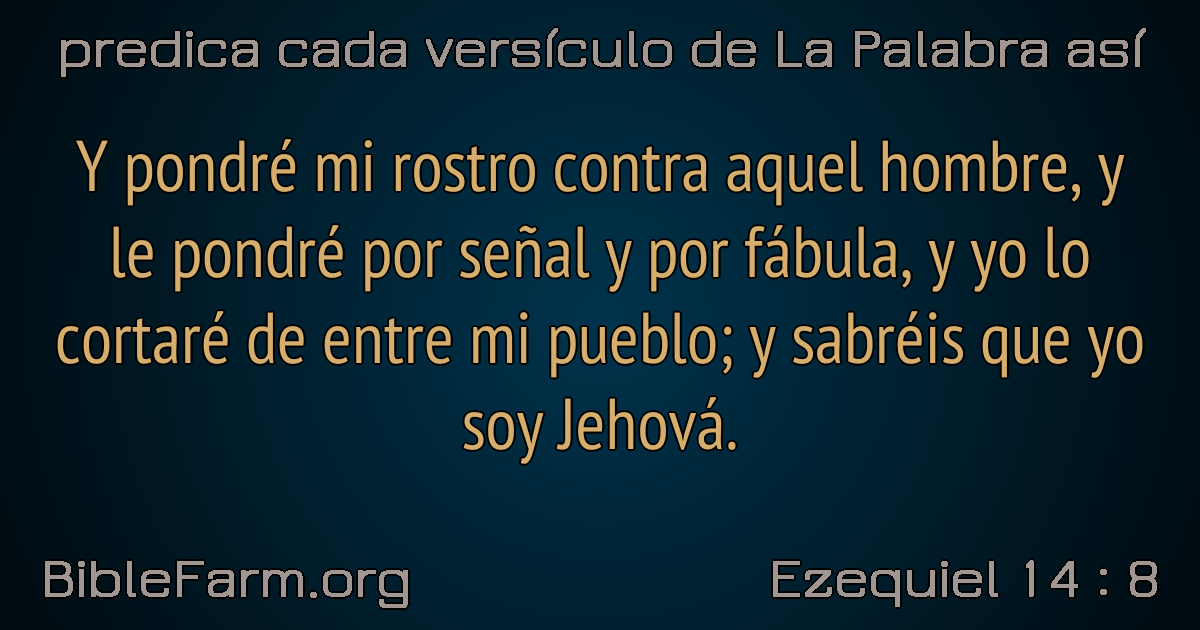 predica cada versículo de La Palabra así
Y pondré mi rostro contra aquel hombre, y
le pondré por señal y por fábula, y yo lo
cortaré de entre mi pueblo; y sabréis que yo
soy Jehová.
BibleFarm.org
Ezequiel 14 : 8